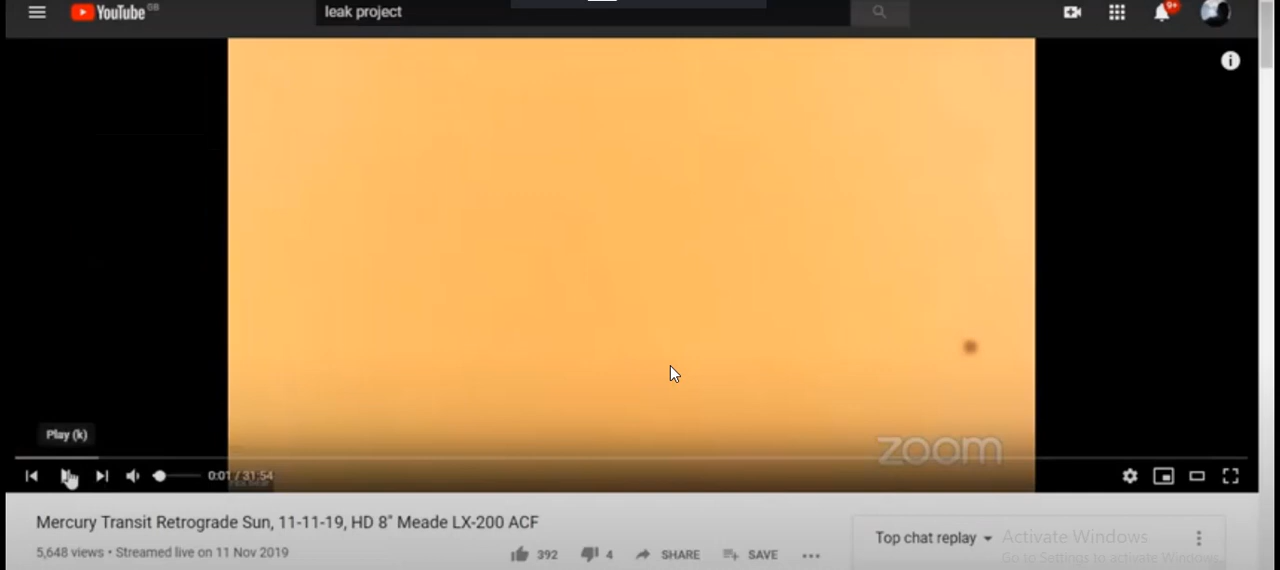 YouTube GB
leak project
9+
i
Play (k)
zoom
0:01 / 31:54
Mercury Transit Retrograde Sun, 11-11-19, HD 8" Meade LX-200 ACF
5,648 views • Streamed live on 11 Nov 2019
392
4
SHARE
SAVE
Top chat replay
Activate Windows
Go to Settings to activate Windows.